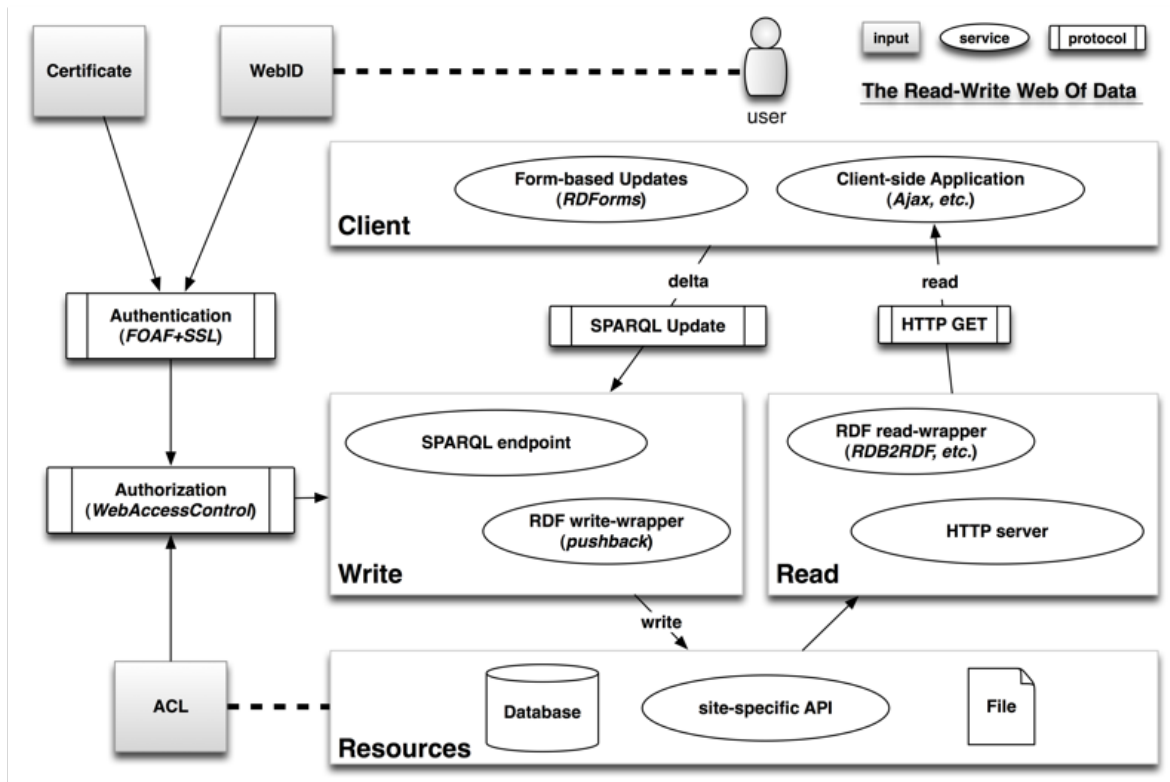 Certificate
WebID
user
input
service
protocol
The Read-Write Web Of Data
Form-based Updates
(RDForms)
Client-side Application
(Ajax, etc.)
Client
delta
read
Authentication
(FOAF+SSL)
SPARQL Update
HTTP GET
SPARQL endpoint
RDF read-wrapper
(RDB2RDF, etc.)
Authorization
(WebAccessControl)
RDF write-wrapper
(pushback)
HTTP server
Write
Read
write
ACL
Database
site-specific API
File
Resources